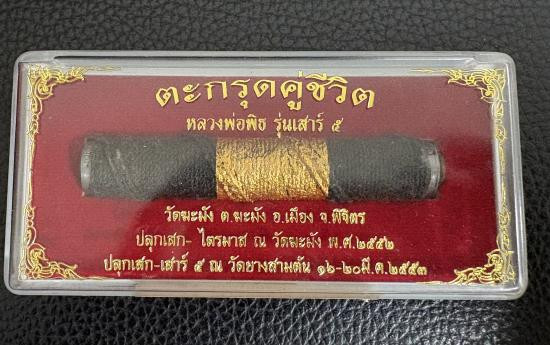 ตะกรุดคู่ชีวิต
หลวงพ่อพิธ รุ่นเสาร์ ๕
วัดฆะมัง ต.ฆะมัง อ.เมือง จ.พิจิตร
ปลุกเสก- ไตรมาส ณ วัดฆะมัง พ.ศ.๒๕๕๒
ปลุกเสก-เสาร์ ๕ ณ วัดยางสามต้น ๑๖-๒๐มี.ค.๒๕๕๓